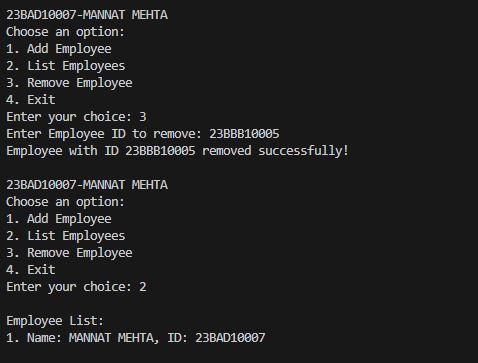 23BAD10007-MANNAT MEHTA
Choose an option:
1. Add Employee
2. List Employees
3. Remove Employee
4. Exit
Enter your choice: 3
Enter Employee ID to remove: 23BBB10005
Employee with ID 23BBB10005 removed successfully!

23BAD10007-MANNAT MEHTA
Choose an option:
1. Add Employee
2. List Employees
3. Remove Employee
4. Exit
Enter your choice: 2

Employee List:
1. Name: MANNAT MEHTA, ID: 23BAD10007